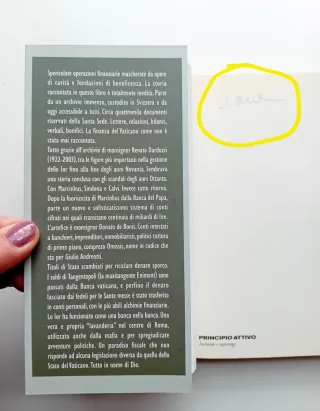 Spericolate operazioni finanziarie mascherate da opere
di carità e fondazioni di beneficenza. La storia
raccontata in questo libro è totalmente inedita. Parte
da un archivio immenso, custodito in Svizzera e da
oggi accessibile a tutti. Circa quattromila documenti
riservati della Santa Sede. Lettere, relazioni, bilanci,
verbali, bonifici. La finanza del Vaticano come non è
stata mai raccontata.
Tutto grazie all'archivio di monsignor Renato Dardozzi
(1922-2003), tra le figure più importanti nella gestione
dello Ior fino alla fine degli anni Novanta. Sembrava
una storia conclusa con gli scandali degli anni Ottanta.
Con Marcinkus, Sindona e Calvi. Invece tutto ritorna.
Dopo la fuoriuscita di Marcinkus dalla Banca del Papa,
parte un nuovo e sofisticatissimo sistema di conti
cifrati nei quali transitano centinaia di miliardi di lire.
L'artefice è monsignor Donato de Bonis. Conti intestati
a banchieri, imprenditori, immobiliaristi, politici tuttora
di primo piano, compreso Omissis, nome in codice che
sta per Giulio Andreotti.
Titoli di Stato scambiati per riciclare denaro sporco.
I soldi di Tangentopoli (la maxitangente Enimont) sono
passati dalla Banca vaticana, e perfino il denaro
lasciato dai fedeli per le Sante messe è stato trasferito
in conti personali, con le più abili alchimie finanziarie.
Lo Ior ha funzionato come una banca nella banca. Una
vera e propria "lavanderia" nel centro di Roma,
utilizzata anche dalla mafia e per spregiudicate
avventure politiche. Un paradiso fiscale che non
risponde ad alcuna legislazione diversa da quella dello
Stato del Vaticano. Tutto in nome di Dio.
PRINCIPIO ATTIVO
Inchieste e reportage